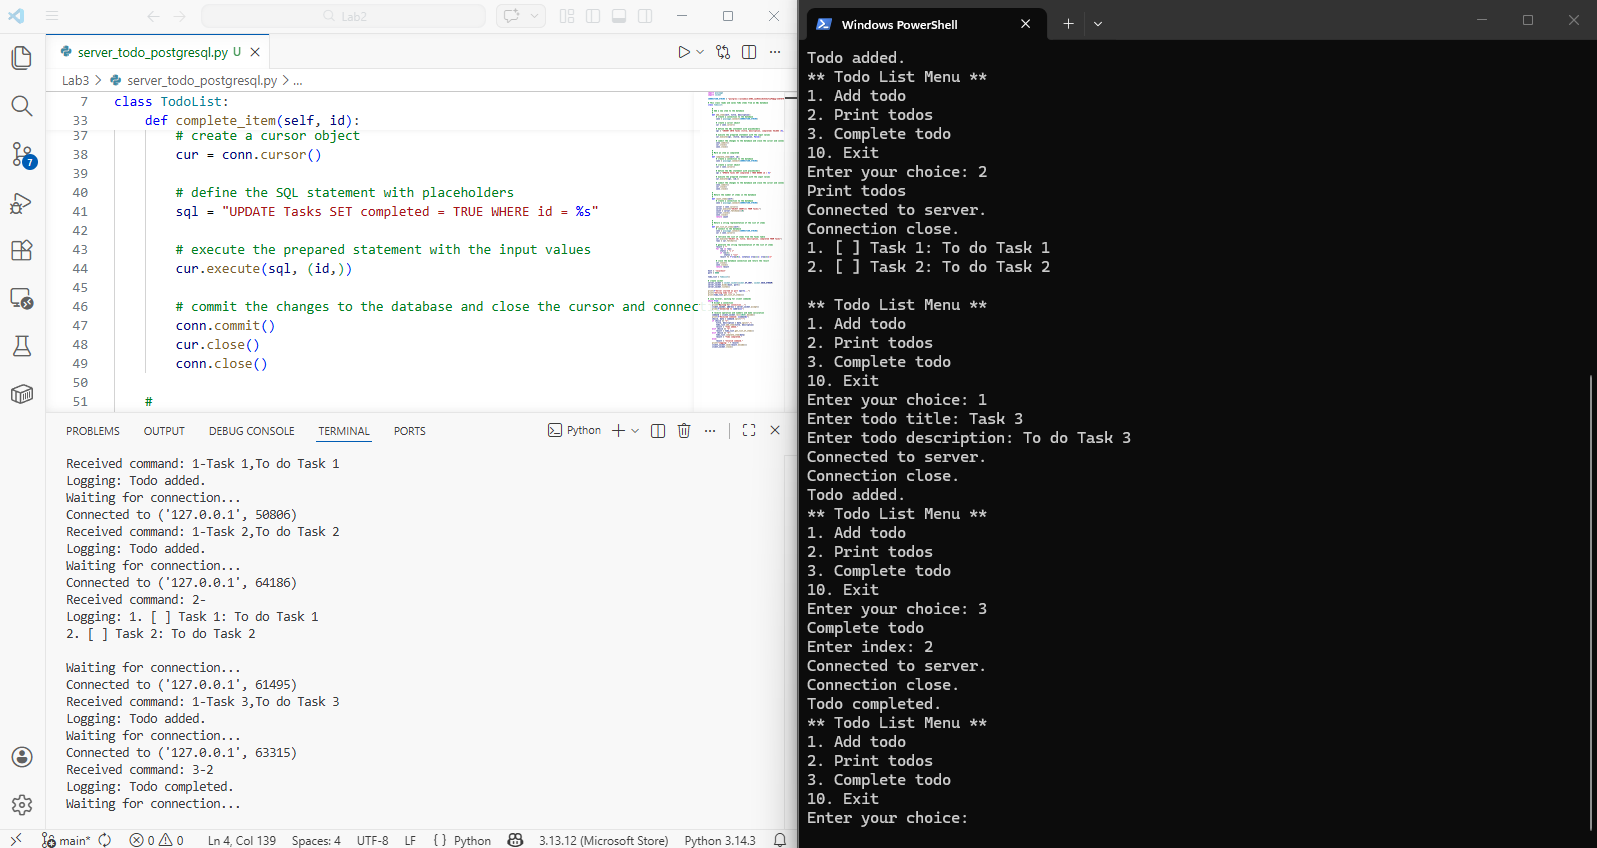 Lab2
server_todo_postgresql.py U
Lab3 > server_todo_postgresql.py > ...
7 class TodoList:
33 def complete_item(self, id):
37 # create a cursor object
38 cur = conn.cursor()
39
40 # define the SQL statement with placeholders
41 sql = "UPDATE Tasks SET completed = TRUE WHERE id = %s"
42
43 # execute the prepared statement with the input values
44 cur.execute(sql, (id,))
45
46 # commit the changes to the database and close the cursor and connec
47 conn.commit()
48 cur.close()
49 conn.close()
50
51 #
7
PROBLEMS OUTPUT DEBUG CONSOLE TERMINAL PORTS Python
Received command: 1-Task 1,To do Task 1
Logging: Todo added.
Waiting for connection...
Connected to ('127.0.0.1', 50806)
Received command: 1-Task 2,To do Task 2
Logging: Todo added.
Waiting for connection...
Connected to ('127.0.0.1', 64186)
Received command: 2-
Logging: 1. [ ] Task 1: To do Task 1
2. [ ] Task 2: To do Task 2
Waiting for connection...
Connected to ('127.0.0.1', 61495)
Received command: 1-Task 3,To do Task 3
Logging: Todo added.
Waiting for connection...
Connected to ('127.0.0.1', 63315)
Received command: 3-2
Logging: Todo completed.
Waiting for connection...
main* 0 0 Ln 4, Col 139 Spaces: 4 UTF-8 LF { } Python 3.13.12 (Microsoft Store) Python 3.14.3
Windows PowerShell
Todo added.
** Todo List Menu **
1. Add todo
2. Print todos
3. Complete todo
10. Exit
Enter your choice: 2
Print todos
Connected to server.
Connection close.
1. [ ] Task 1: To do Task 1
2. [ ] Task 2: To do Task 2
** Todo List Menu **
1. Add todo
2. Print todos
3. Complete todo
10. Exit
Enter your choice: 1
Enter todo title: Task 3
Enter todo description: To do Task 3
Connected to server.
Connection close.
Todo added.
** Todo List Menu **
1. Add todo
2. Print todos
3. Complete todo
10. Exit
Enter your choice: 3
Complete todo
Enter index: 2
Connected to server.
Connection close.
Todo completed.
** Todo List Menu **
1. Add todo
2. Print todos
3. Complete todo
10. Exit
Enter your choice: